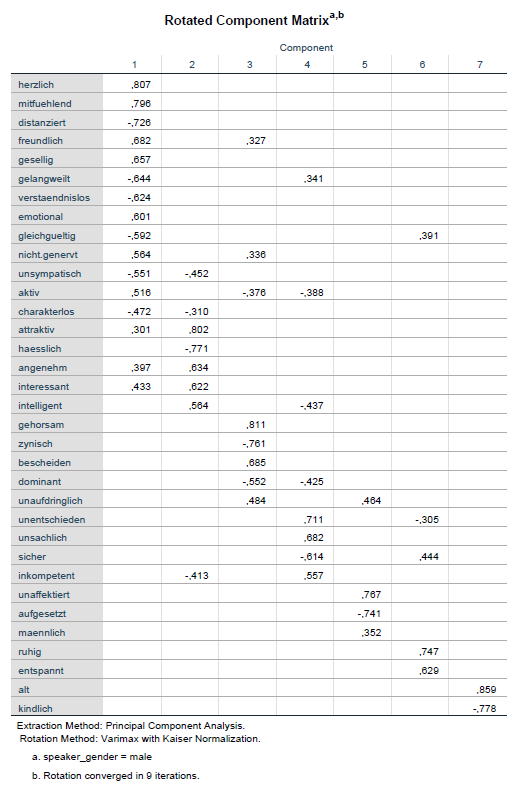 Rotated Component Matrixa,b
Component
1 2 3 4 5 6 7
herzlich ,807
mitfuehlend ,796
distanziert -,726
freundlich ,682 ,327
gesellig ,657
gelangweilt -,644 ,341
verstaendnislos -,624
emotional ,601
gleichgueltig -,592 ,391
nicht.genervt ,564 ,336
unsympatisch -,551 -,452
aktiv ,516 -,376 -,388
charakterlos -,472 -,310
attraktiv ,301 ,802
haesslich -,771
angenehm ,397 ,634
interessant ,433 ,622
intelligent ,564 -,437
gehorsam ,811
zynisch -,761
bescheiden ,685
dominant -,552 -,425
unaufdringlich ,484 ,464
unentschieden ,711 -,305
unsachlich ,682
sicher -,614 ,444
inkompetent -,413 ,557
unaffektiert ,767
aufgesetzt -,741
maennlich ,352
ruhig ,747
entspannt ,629
alt ,859
kindlich -,778
Extraction Method: Principal Component Analysis.
Rotation Method: Varimax with Kaiser Normalization.
a. speaker_gender = male
b. Rotation converged in 9 iterations.